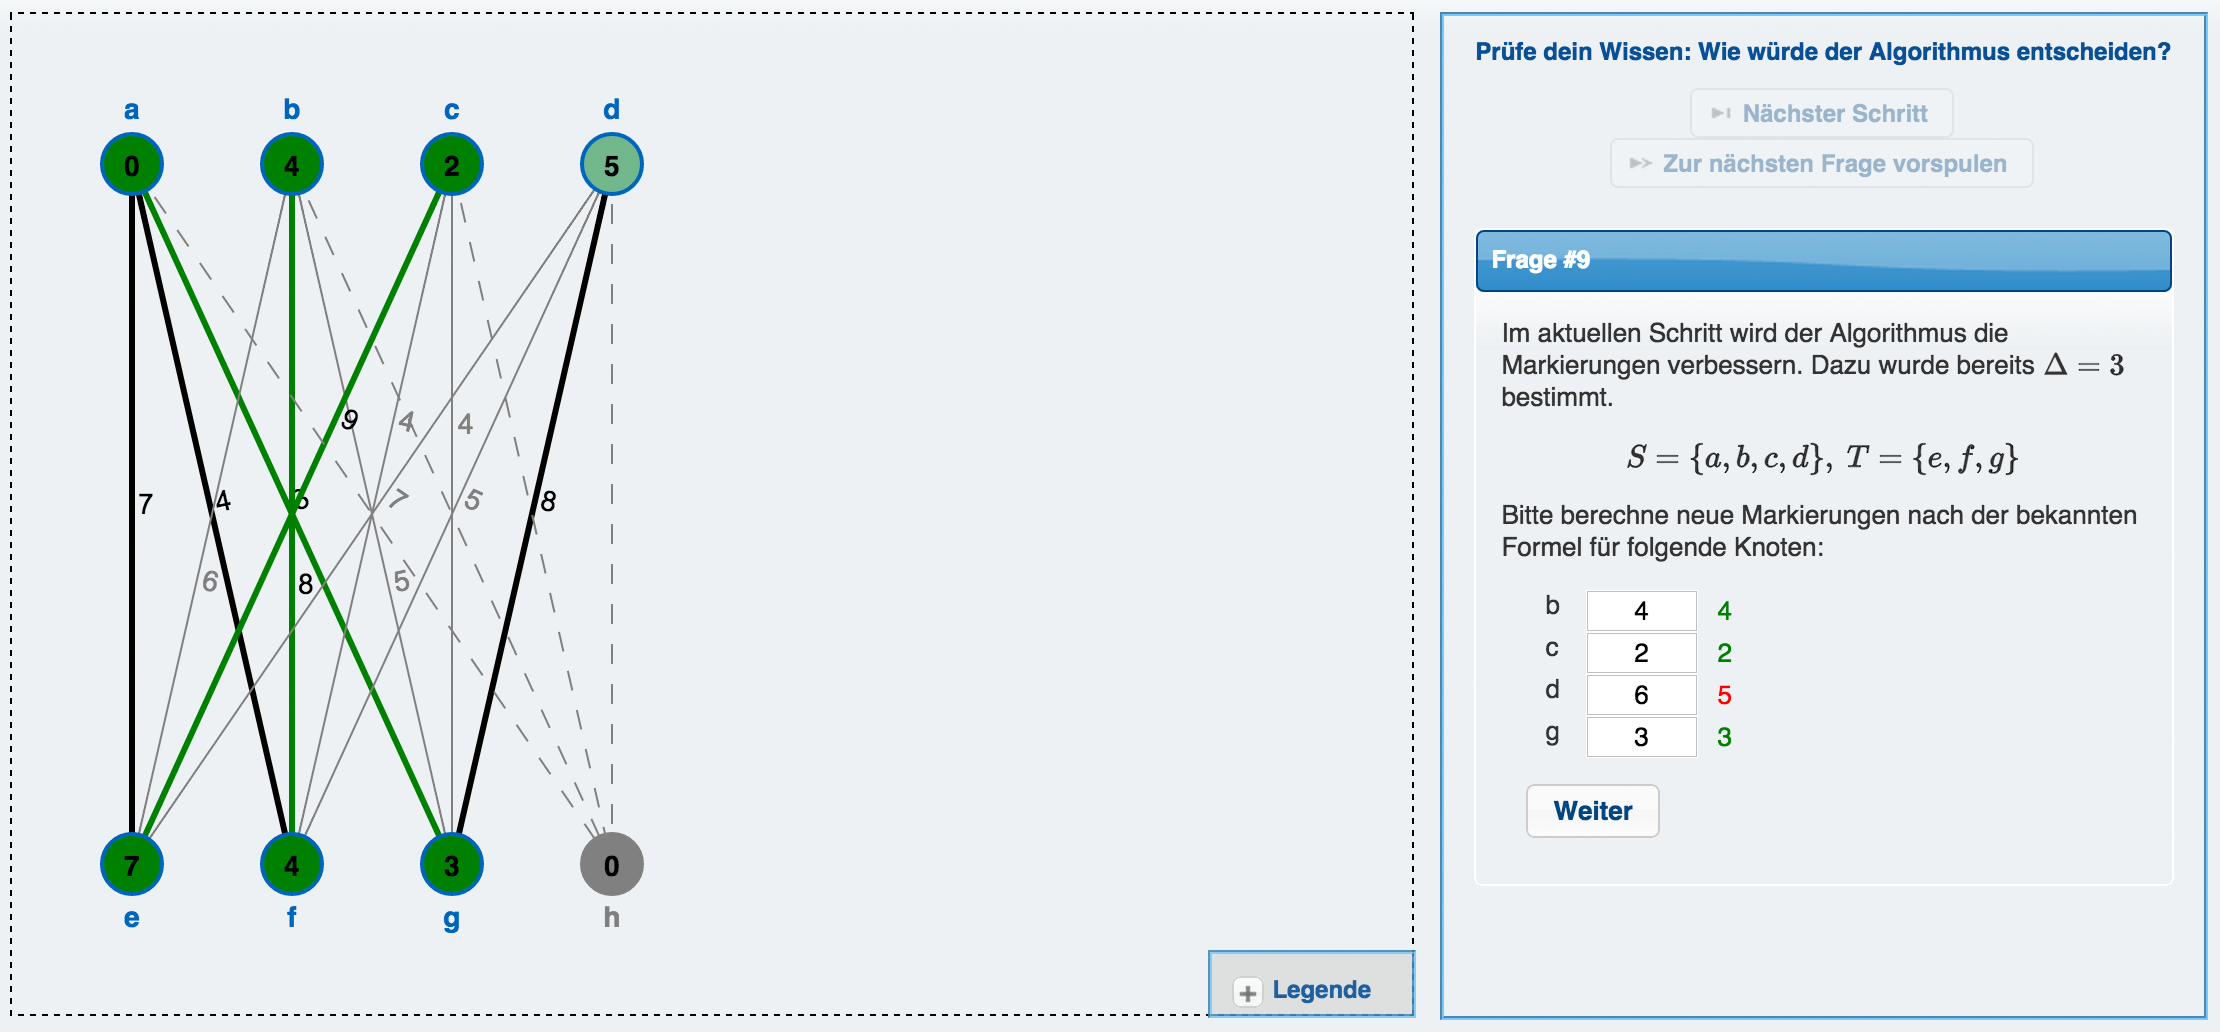 a b c d
0 4 2 5
9 4 4
7 4 3 7 5 8
6 8 5
7 4 3 0
e f g h
Legende
Prüfe dein Wissen: Wie würde der Algorithmus entscheiden?
Nächster Schritt
Zur nächsten Frage vorspulen
Frage #9
Im aktuellen Schritt wird der Algorithmus die
Markierungen verbessern. Dazu wurde bereits Δ = 3
bestimmt.
S = {a, b, c, d}, T = {e, f, g}
Bitte berechne neue Markierungen nach der bekannten
Formel für folgende Knoten:
b 4 4
c 2 2
d 6 5
g 3 3
Weiter